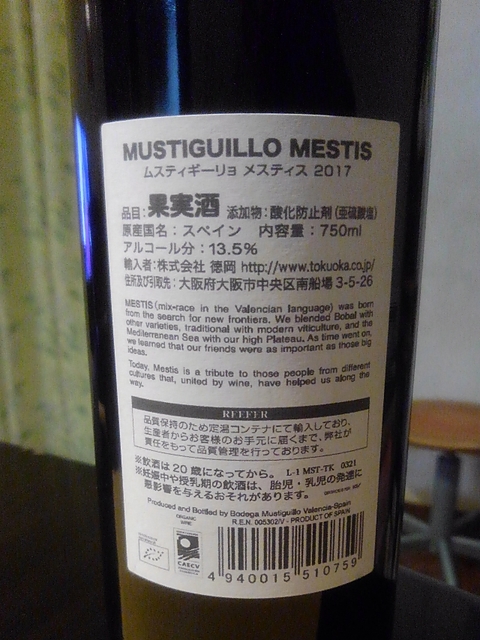 MUSTIGUILLO MESTIS
ムスティギーリョ メスティス 2017
品目：果実酒 添加物：酸化防止剤（亜硫酸塩）
原産国名：スペイン 内容量：750ml
アルコール分：13.5%
輸入者：株式会社 徳岡 http://www.tokuoka.co.jp/
住所及び引取先：大阪府大阪市中央区南船場 3-5-26
MESTIS (mix-race in the Valencian language) was born
from the search for new frontiers. We blended Bobal with
other varieties, traditional with modern viticulture, and the
Mediterranean Sea with our high Plateau. As time went on,
we learned that our friends were as important as those big
ideas.
Today, Mestis is a tribute to those people from different
cultures that, united by wine, have helped us along the
way.
REEFER
品質保持のため定温コンテナにて輸入しており、
生産者からお客様のお手元に届くまで、弊社が
責任をもって品質管理を行っております。
※飲酒は20歳になってから。 L-1 MST-TK 0321
※妊娠中や授乳期の飲酒は、胎児・乳児の発達に
悪影響を与えるおそれがあります。
Produced and Bottled by Bodega Mustiguillo Valencia-Spain
R.E.N. 005302/V - PRODUCT OF SPAIN
ORGANIC
WINE
CAECV
4 940015 510759